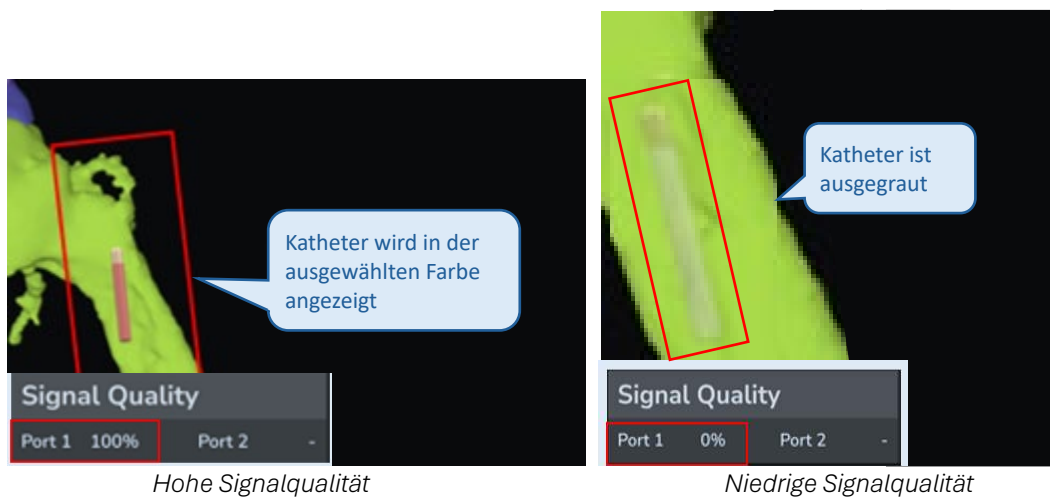 Katheter wird in der
ausgewählten Farbe
angezeigt
Signal Quality
Port 1 100% Port 2 -
Hohe Signalqualität
Katheter ist
ausgegraut
Signal Quality
Port 1 0% Port 2 -
Niedrige Signalqualität